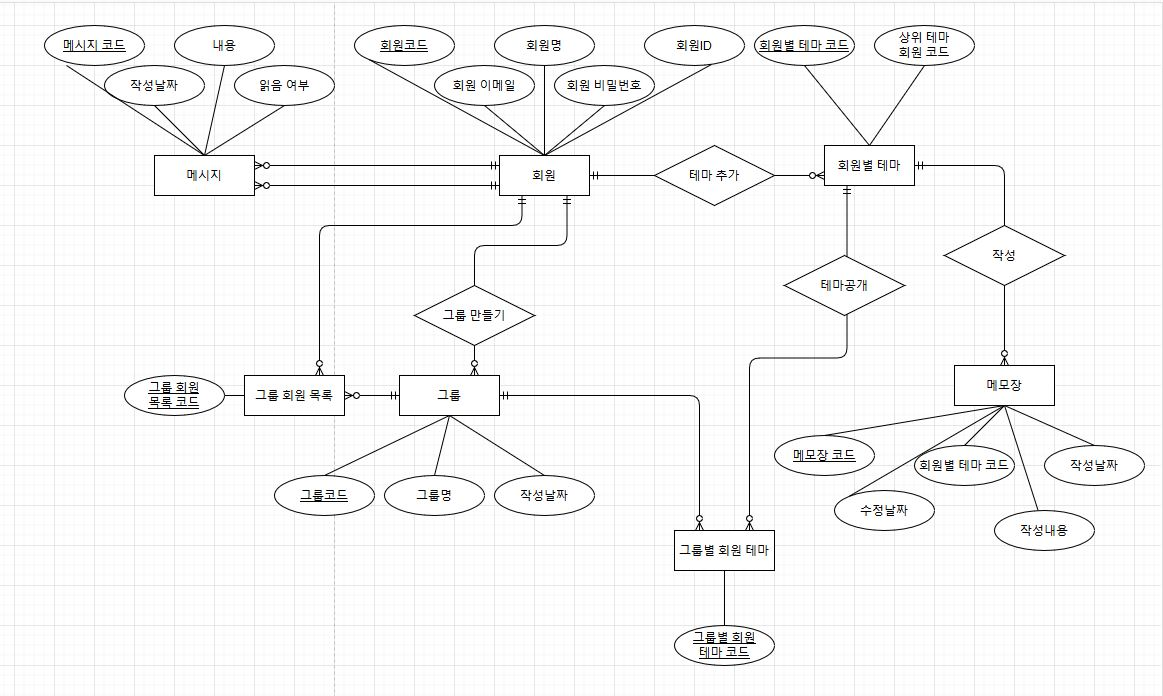 메시지 코드
내용
회원코드
회원명
회원ID
회원별 테마 코드
상위 테마
회원 코드
작성날짜
읽음 여부
회원 이메일
회원 비밀번호
메시지
회원
테마 추가
회원별 테마
작성
테마공개
그룹 만들기
그룹 회원
목록 코드
그룹 회원 목록
그룹
메모장
메모장 코드
회원별 테마 코드
작성날짜
그룹코드
그룹명
작성날짜
수정날짜
작성내용
그룹별 회원 테마
그룹별 회원
테마 코드